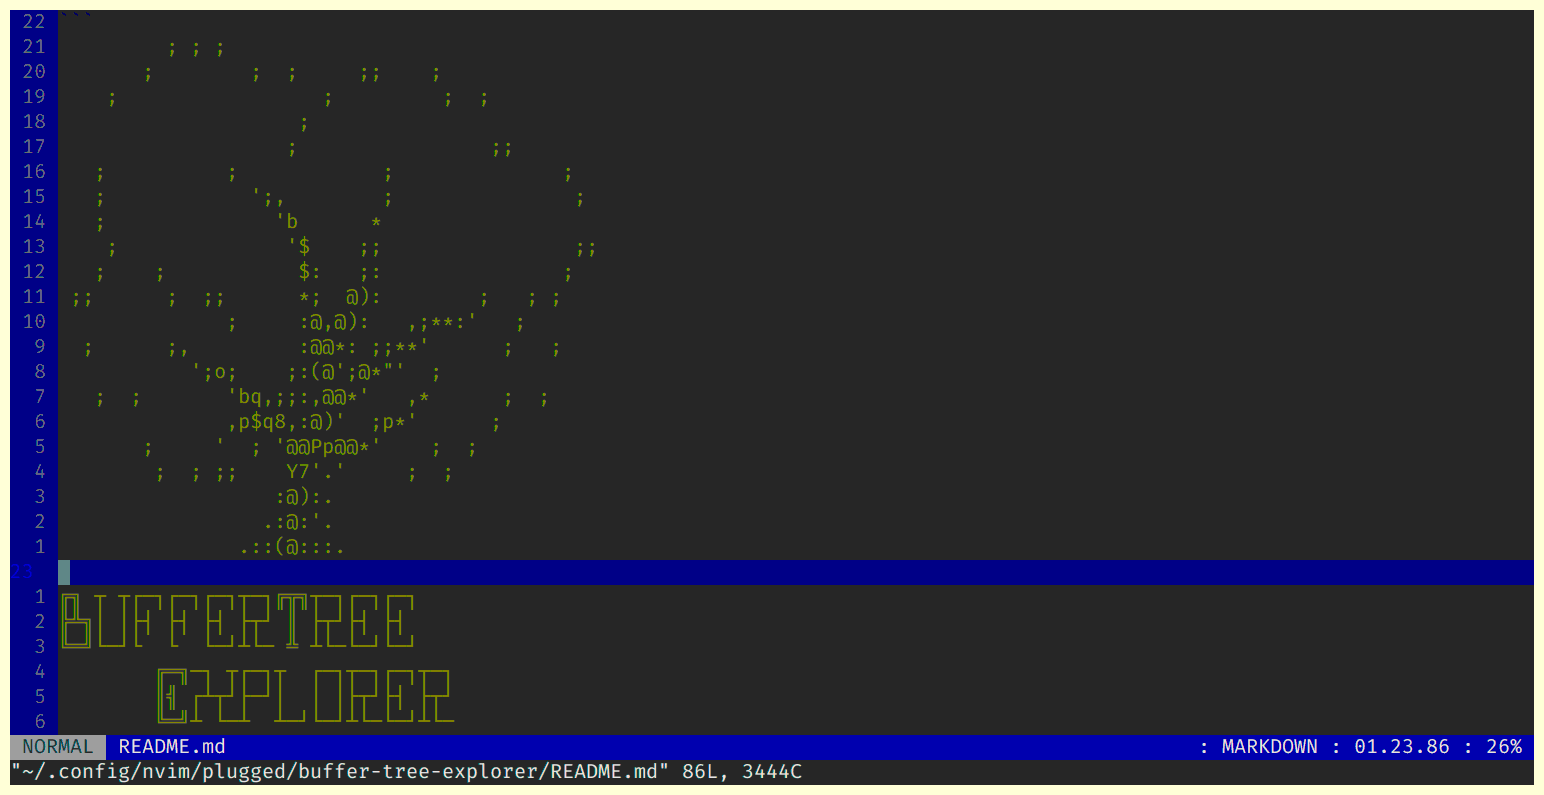 22 ```
21          ; ; ;
20        ;        ;  ;     ;;    ;
19     ;                 ;         ;  ;
18                     ;
17                    ;                ;;
16    ;          ;            ;              ;
15    ;            ';,        ;               ;
14    ;              'b      *
13     ;              '$    ;;                ;;
12    ;    ;           $:   ;:               ;
11  ;;      ;  ;;      *;  @):        ;   ; ;
10               ;     :@,@):   ,;**:'   ;
9   ;      ;,         :@@*: ;;**'      ;   ;
8            ';o;    ;:(@';@*"'  ;
7    ;  ;       'bq,;;:,@@*'   ,*      ;  ;
6               ,p$q8,:@)'  ;p*'      ;
5        ;     '  ; '@@Pp@@*'    ;  ;
4         ;  ; ;;    Y7'.'     ;  ;
3                   :@):.
2                  .:@:'.
1                .::(@:::.
23
1
2 BUFFERTREE
3
4
5 EXPLORER
6
NORMAL README.md : MARKDOWN : 01.23.86 : 26%
"~/.config/nvim/plugged/buffer-tree-explorer/README.md" 86L, 3444C